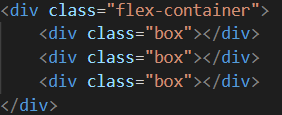 <div class="flex-container">
    <div class="box"></div>
    <div class="box"></div>
    <div class="box"></div>
</div>